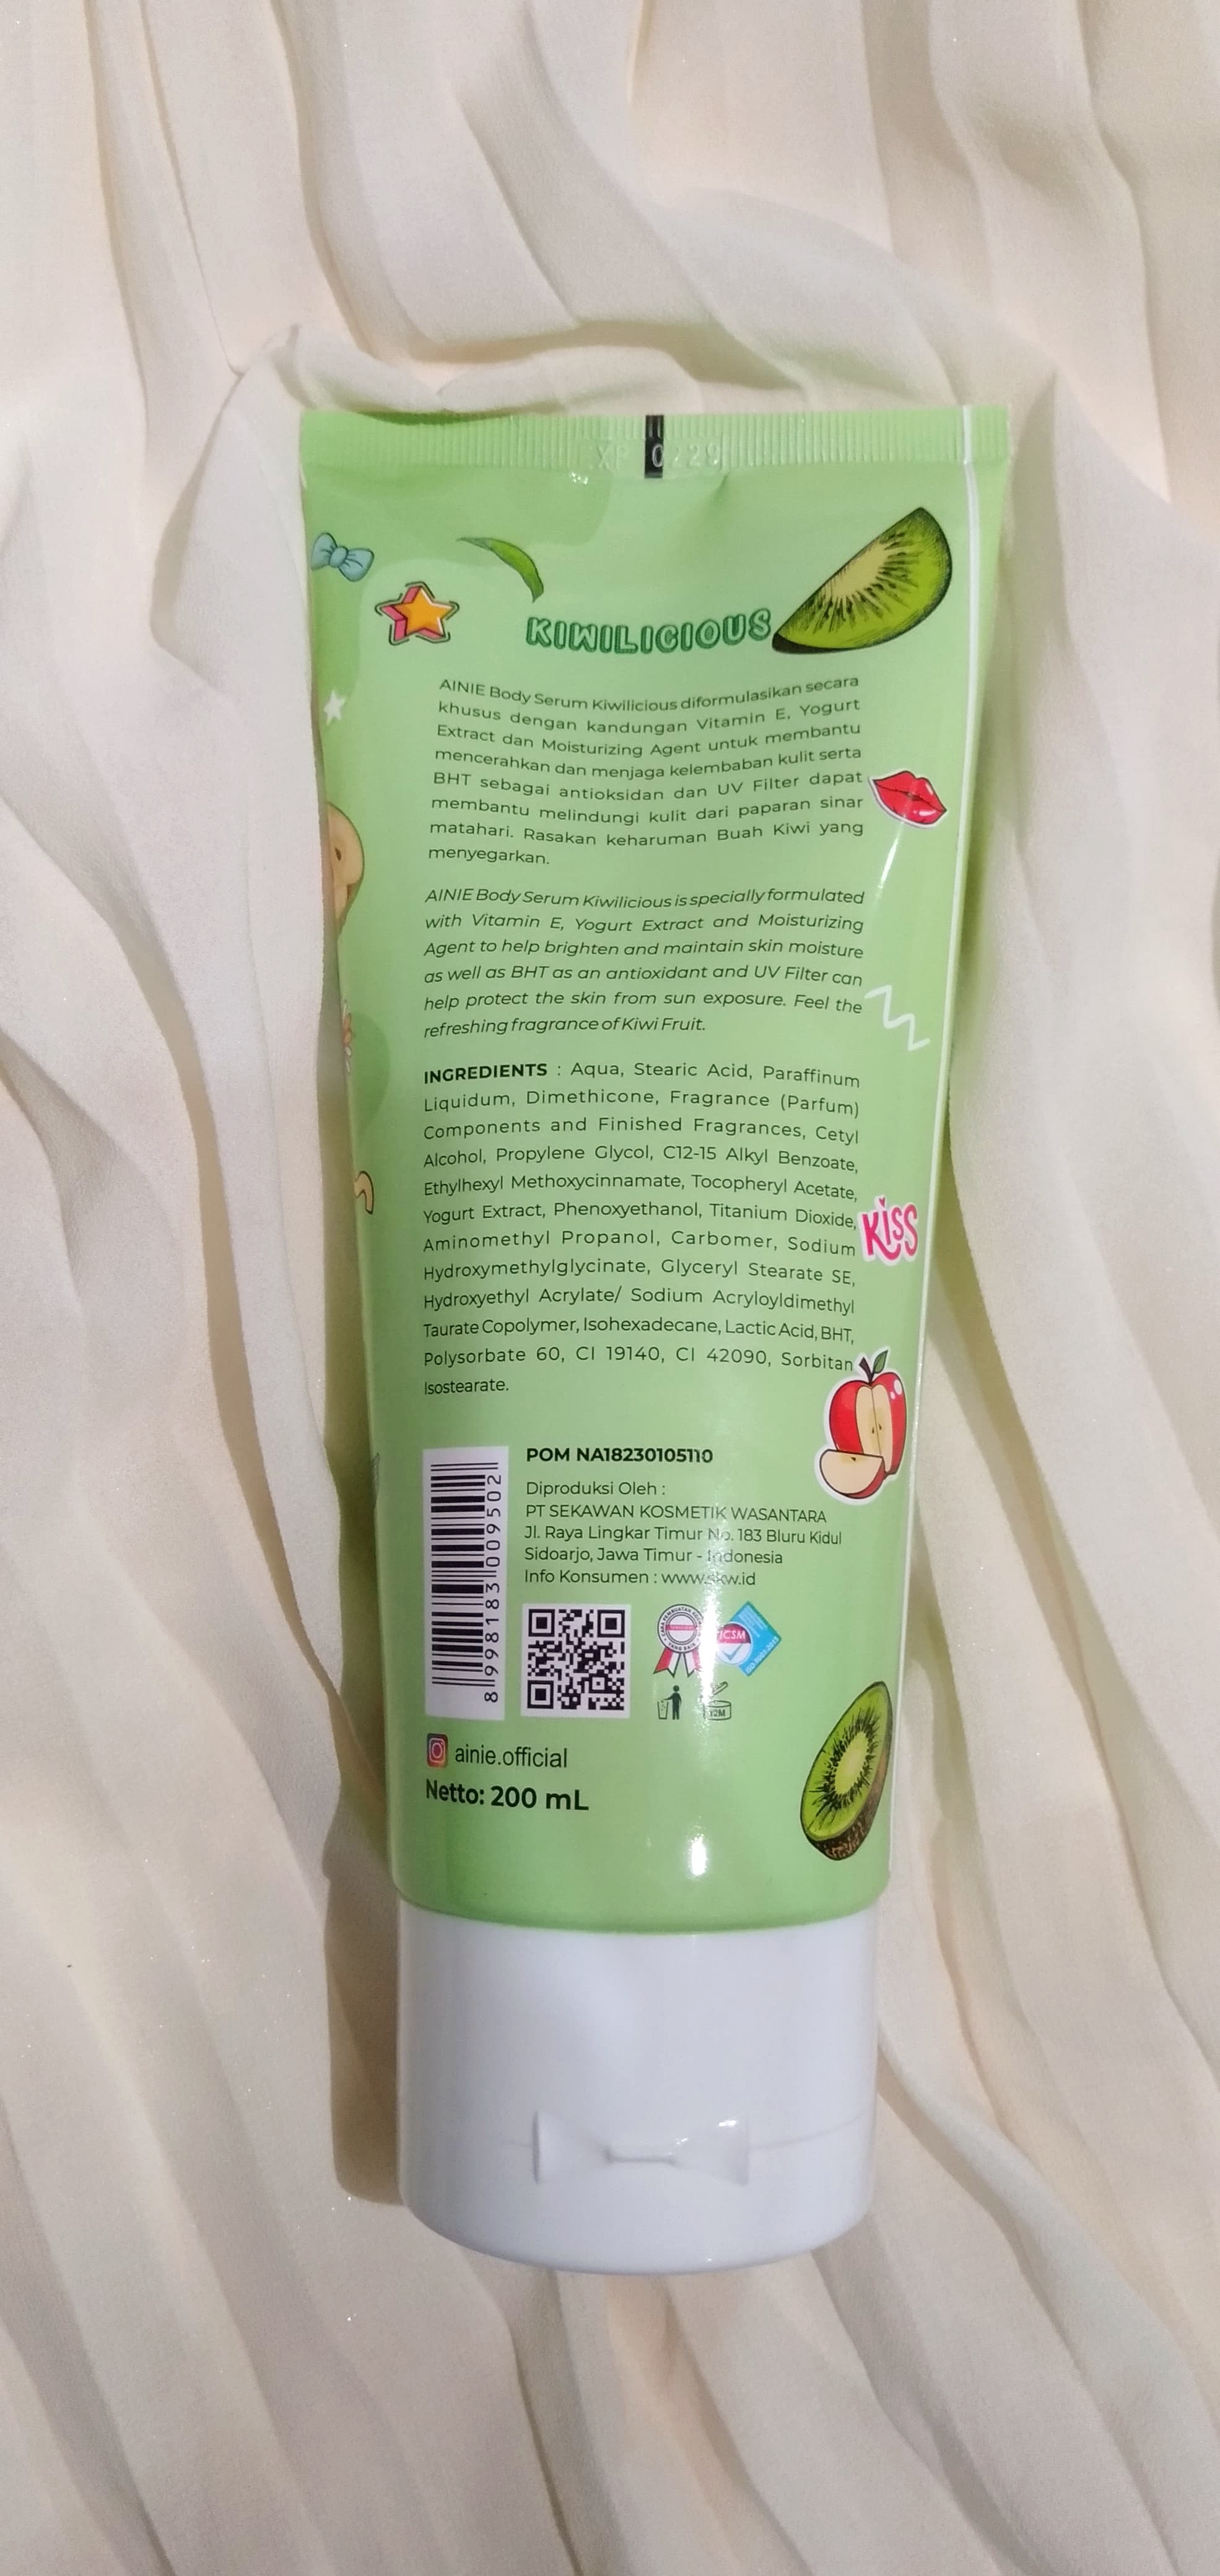 KIWILICIOUS
AINIE Body Serum Kiwilicious diformulasikan secara
khusus dengan kandungan Vitamin E, Yogurt
Extract dan Moisturizing Agent untuk membantu
mencerahkan dan menjaga kelembaban kulit serta
BHT sebagai antioksidan dan UV Filter dapat
membantu melindungi kulit dari paparan sinar
matahari. Rasakan keharuman Buah Kiwi yang
menyegarkan.
AINIE Body Serum Kiwilicious is specially formulated
with Vitamin E, Yogurt Extract and Moisturizing
Agent to help brighten and maintain skin moisture
as well as BHT as an antioxidant and UV Filter can
help protect the skin from sun exposure. Feel the
refreshing fragrance of Kiwi Fruit.
INGREDIENTS : Aqua, Stearic Acid, Paraffinum
Liquidum, Dimethicone, Fragrance (Parfum)
Components and Finished Fragrances, Cetyl
Alcohol, Propylene Glycol, C12-15 Alkyl Benzoate,
Ethylhexyl Methoxycinnamate, Tocopheryl Acetate,
Yogurt Extract, Phenoxyethanol, Titanium Dioxide,
Aminomethyl Propanol, Carbomer, Sodium
Hydroxymethylglycinate, Glyceryl Stearate SE,
Hydroxyethyl Acrylate/ Sodium Acryloyldimethyl
Taurate Copolymer, Isohexadecane, Lactic Acid, BHT,
Polysorbate 60, CI 19140, CI 42090, Sorbitan
Isostearate.
KISS
POM NA18230105110
Diproduksi Oleh :
PT SEKAWAN KOSMETIK WASANTARA
Jl. Raya Lingkar Timur No. 183 Bluru Kidul
Sidoarjo, Jawa Timur - Indonesia
Info Konsumen : www.skw.id
8 998183 009502
ICSM
12M
ainie.official
Netto: 200 mL